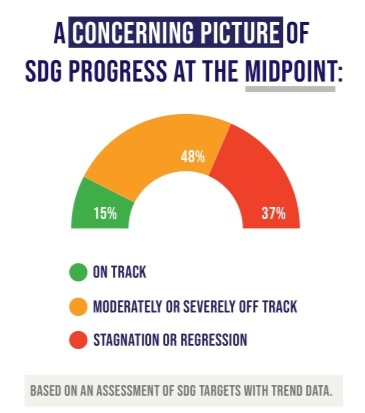 A CONCERNING PICTURE OF
SDG PROGRESS AT THE MIDPOINT:
48%
15%
37%
ON TRACK
MODERATELY OR SEVERELY OFF TRACK
STAGNATION OR REGRESSION
BASED ON AN ASSESSMENT OF SDG TARGETS WITH TREND DATA.